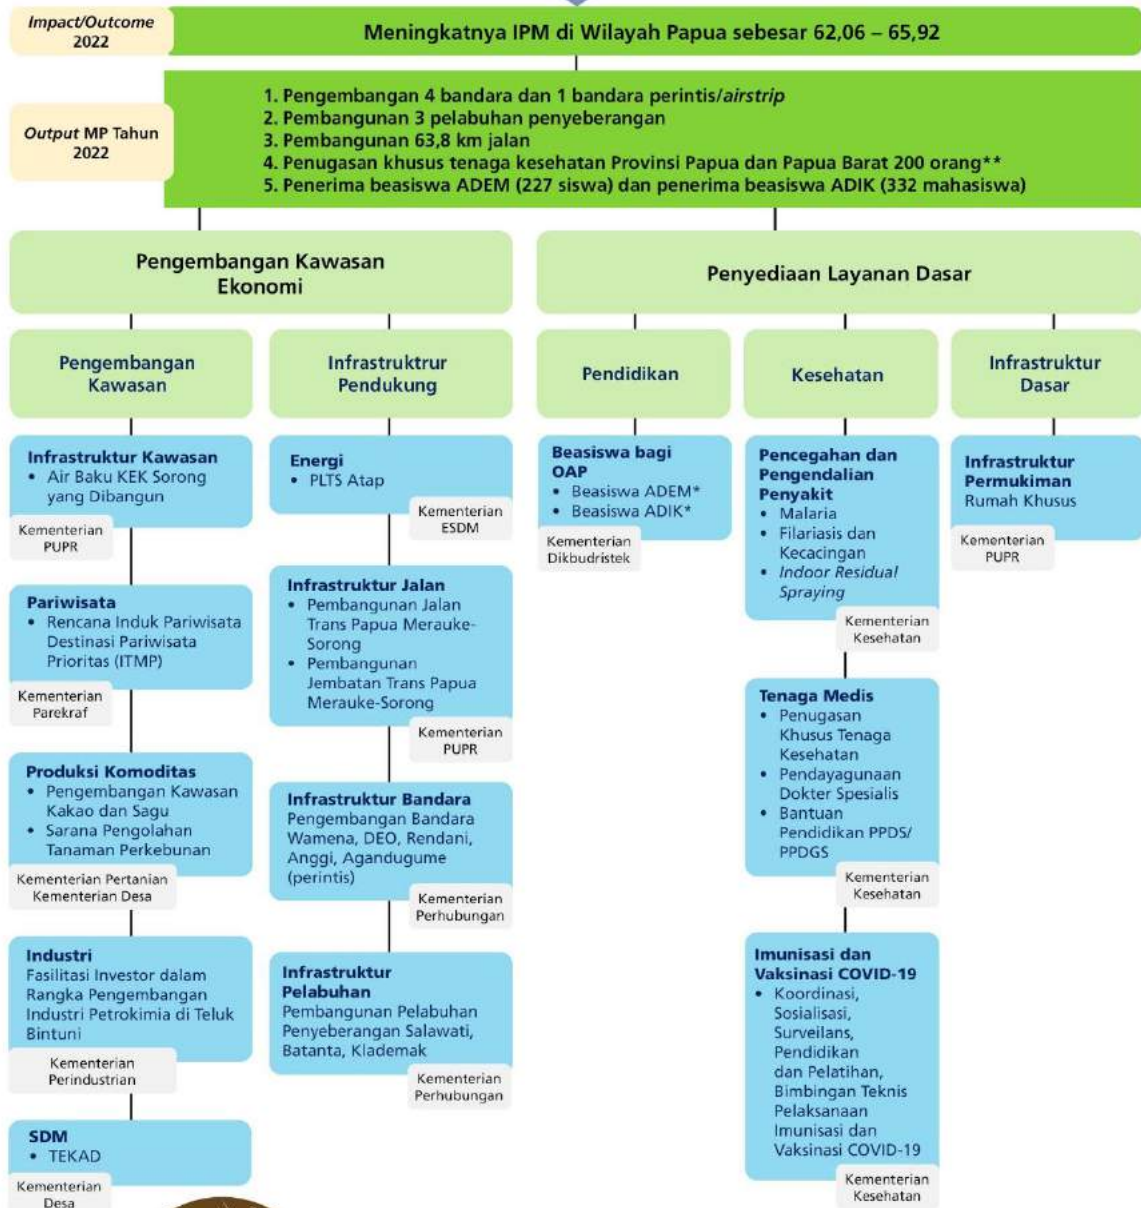 Impact/Outcome
2022
Meningkatnya IPM di Wilayah Papua sebesar 62,06 – 65,92
Output MP Tahun
2022
1. Pengembangan 4 bandara dan 1 bandara perintis/airstrip
2. Pembangunan 3 pelabuhan penyeberangan
3. Pembangunan 63,8 km jalan
4. Penugasan khusus tenaga kesehatan Provinsi Papua dan Papua Barat 200 orang**
5. Penerima beasiswa ADEM (227 siswa) dan penerima beasiswa ADIK (332 mahasiswa)
Pengembangan Kawasan
Ekonomi
Penyediaan Layanan Dasar
Pengembangan
Kawasan
Infrastruktrur
Pendukung
Pendidikan
Kesehatan
Infrastruktur
Dasar
Infrastruktur Kawasan
• Air Baku KEK Sorong
yang Dibangun
Kementerian
PUPR
Pariwisata
• Rencana Induk Pariwisata
Destinasi Pariwisata
Prioritas (ITMP)
Kementerian
Parekraf
Produksi Komoditas
• Pengembangan Kawasan
Kakao dan Sagu
• Sarana Pengolahan
Tanaman Perkebunan
Kementerian Pertanian
Kementerian Desa
Industri
Fasilitasi Investor dalam
Rangka Pengembangan
Industri Petrokimia di Teluk
Bintuni
Kementerian
Perindustrian
SDM
• TEKAD
Kementerian
Desa
Energi
• PLTS Atap
Kementerian
ESDM
Infrastruktur Jalan
• Pembangunan Jalan
Trans Papua Merauke-
Sorong
• Pembangunan
Jembatan Trans Papua
Merauke-Sorong
Kementerian
PUPR
Infrastruktur Bandara
Pengembangan Bandara
Wamena, DEO, Rendani,
Anggi, Agandugume
(perintis)
Kementerian
Perhubungan
Infrastruktur
Pelabuhan
Pembangunan Pelabuhan
Penyeberangan Salawati,
Batanta, Klademak
Kementerian
Perhubungan
Beasiswa bagi
OAP
• Beasiswa ADEM*
• Beasiswa ADIK*
Kementerian
Dikbudristek
Pencegahan dan
Pengendalian
Penyakit
• Malaria
• Filariasis dan
Kecacingan
• Indoor Residual
Spraying
Kementerian
Kesehatan
Tenaga Medis
• Penugasan
Khusus Tenaga
Kesehatan
• Pendayagunaan
Dokter Spesialis
• Bantuan
Pendidikan PPDS/
PPDGS
Kementerian
Kesehatan
Imunisasi dan
Vaksinasi COVID-19
• Koordinasi,
Sosialisasi,
Surveilans,
Pendidikan
dan Pelatihan,
Bimbingan Teknis
Pelaksanaan
Imunisasi dan
Vaksinasi COVID-19
Kementerian
Kesehatan
Infrastruktur
Permukiman
Rumah Khusus
Kementerian
PUPR